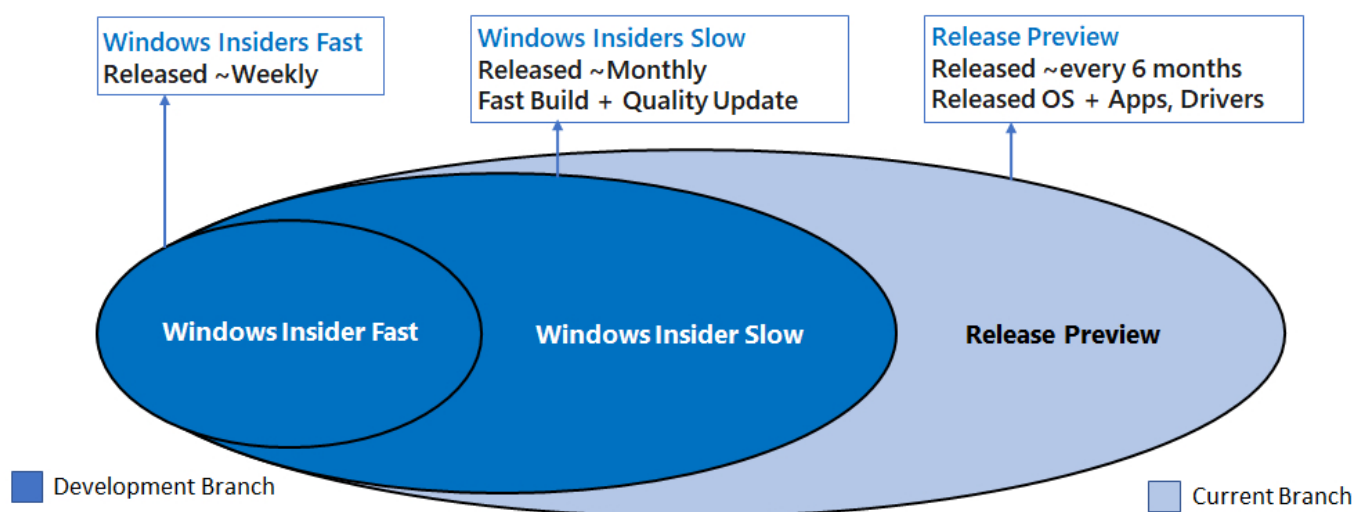 Windows Insiders Fast
Released ~Weekly
Windows Insiders Slow
Released ~Monthly
Fast Build + Quality Update
Release Preview
Released ~every 6 months
Released OS + Apps, Drivers
Windows Insider Fast
Windows Insider Slow
Release Preview
Development Branch
Current Branch